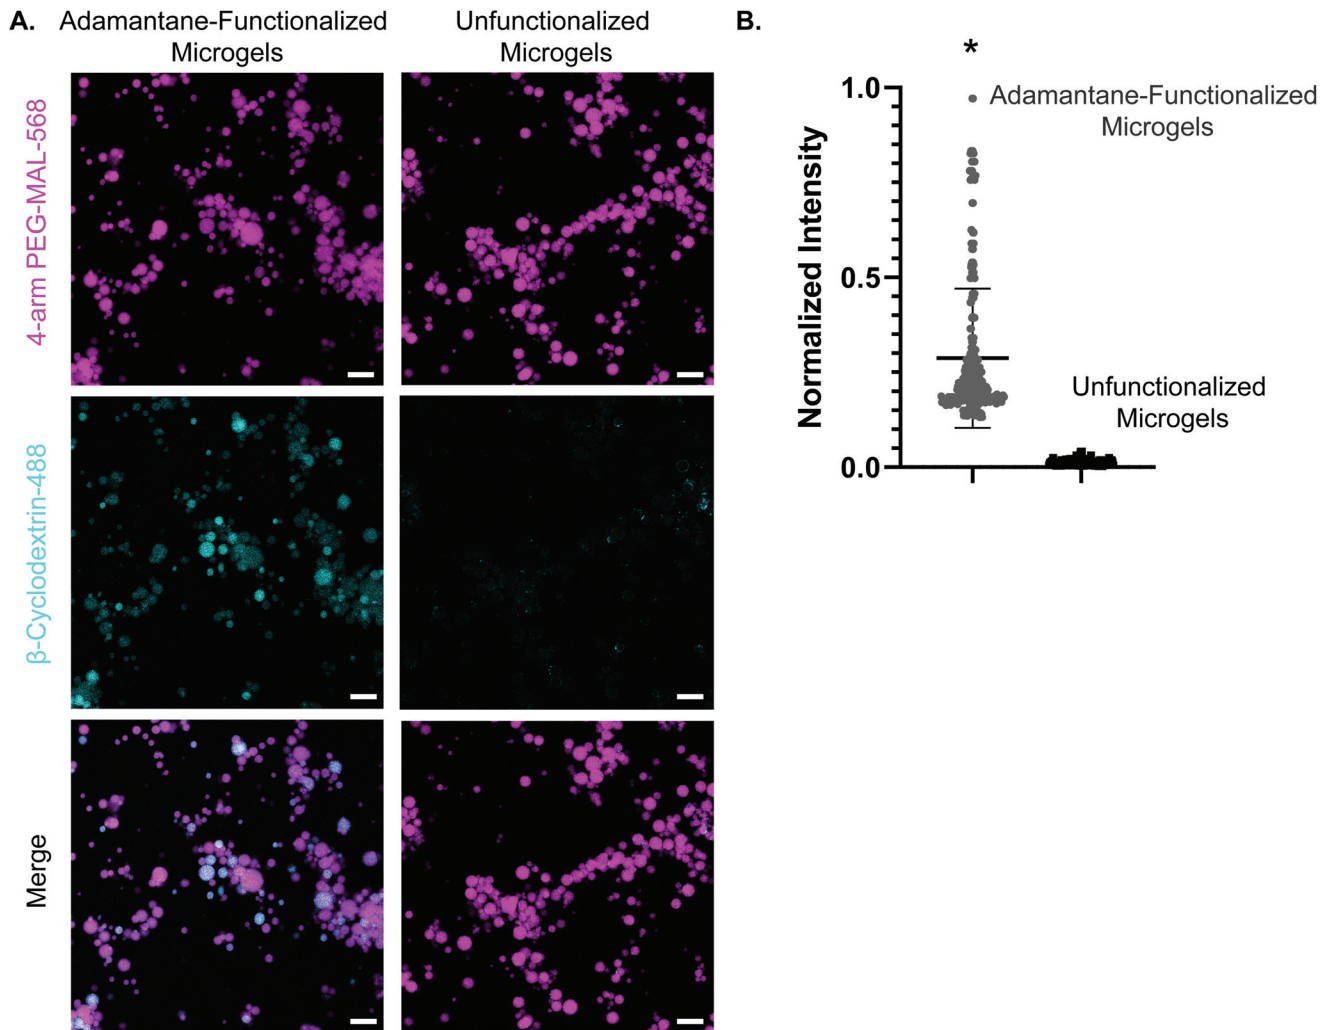 A.
Adamantane-Functionalized
Microgels
Unfunctionalized
Microgels
4-arm PEG-MAL-568
β-Cyclodextrin-488
Merge
B.
*
1.0
0.5
0.0
Normalized Intensity
Adamantane-Functionalized
Microgels
Unfunctionalized
Microgels